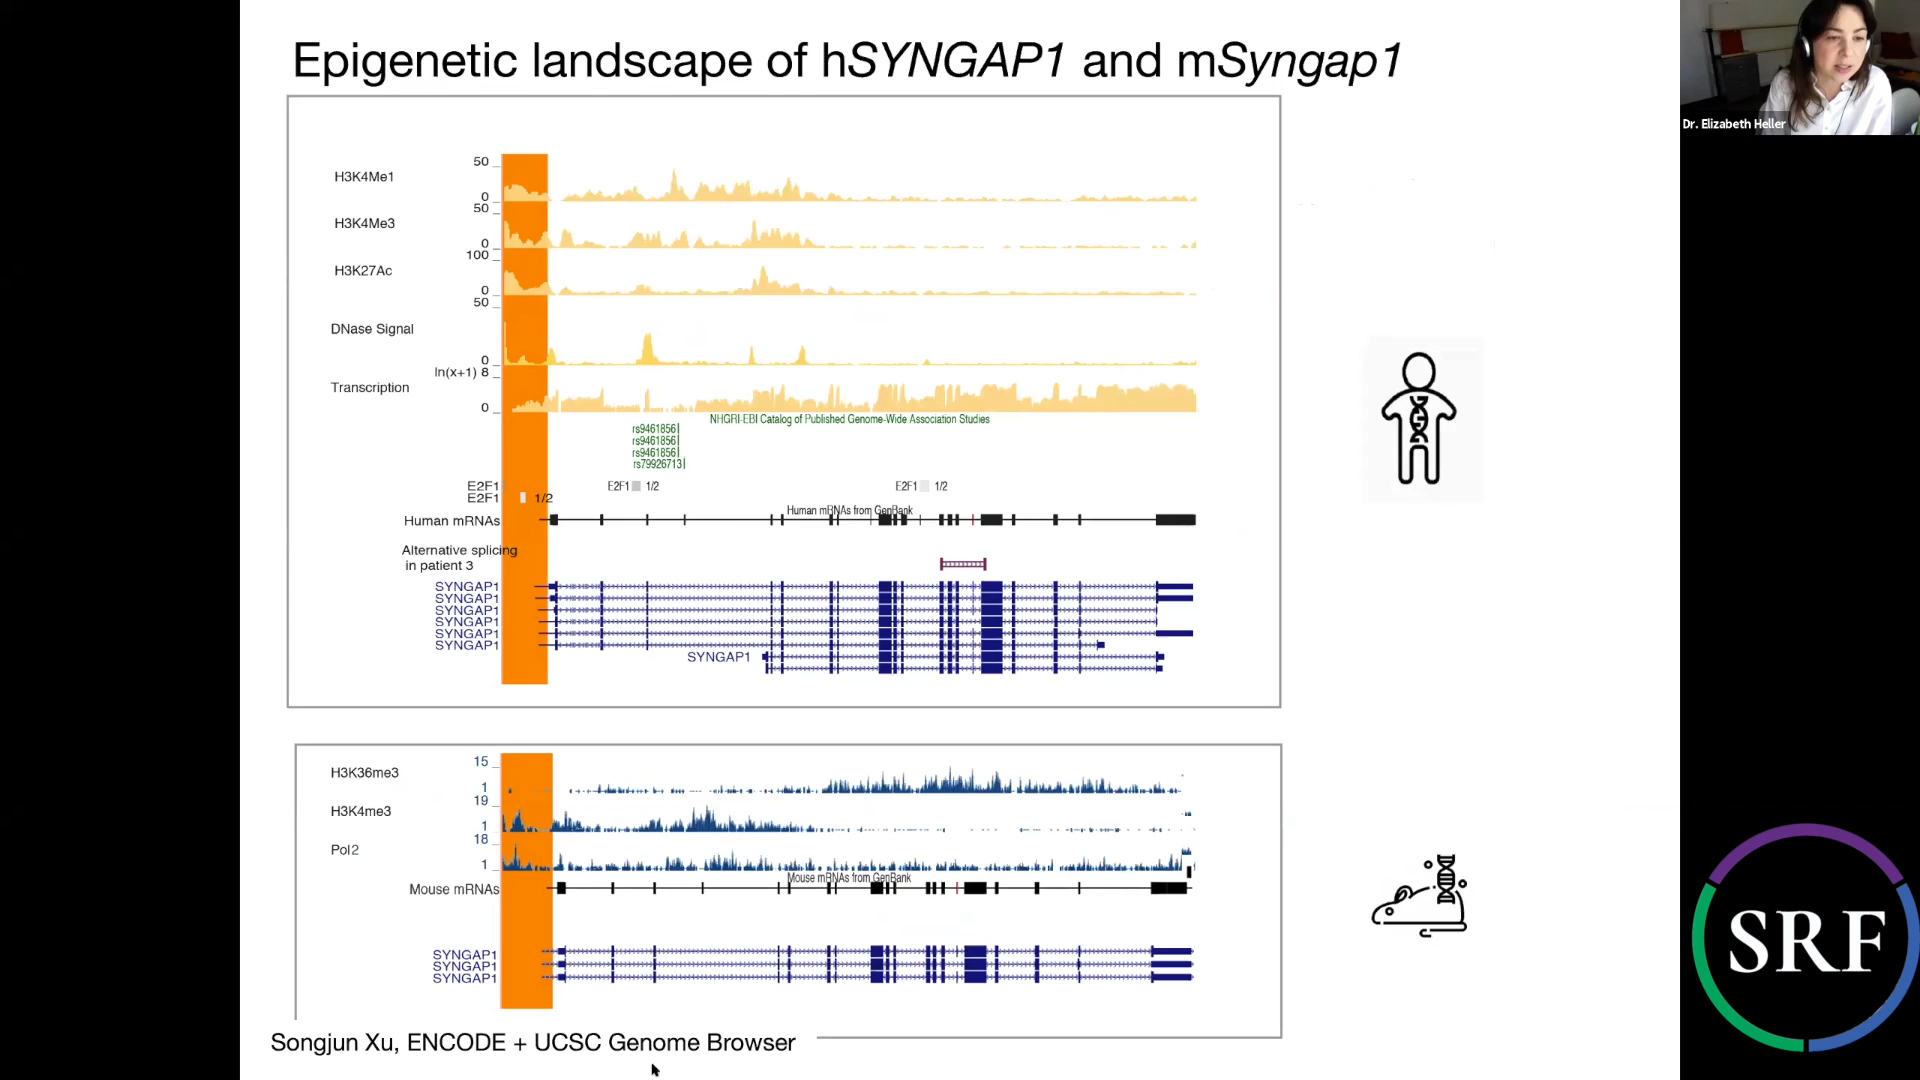 Epigenetic landscape of hSYNGAP1 and mSyngap1
Dr. Elizabeth Heller
H3K4Me1
50
0
H3K4Me3
50
0
H3K27Ac
100
0
DNase Signal
50
0
Transcription
ln(x+1) 8
0
NHGRI-EBI Catalog of Published Genome-Wide Association Studies
rs9461856
rs9461856
rs9461856
rs79926713
E2F1
E2F1 1/2
E2F1 1/2
E2F1 1/2
Human mRNAs from GenBank
Human mRNAs
Alternative splicing
in patient 3
SYNGAP1
SYNGAP1
SYNGAP1
SYNGAP1
SYNGAP1
SYNGAP1
SYNGAP1
H3K36me3
15
1
H3K4me3
19
1
Pol2
18
1
Mouse mRNAs from GenBank
Mouse mRNAs
SYNGAP1
SYNGAP1
SYNGAP1
Songjun Xu, ENCODE + UCSC Genome Browser
SRF